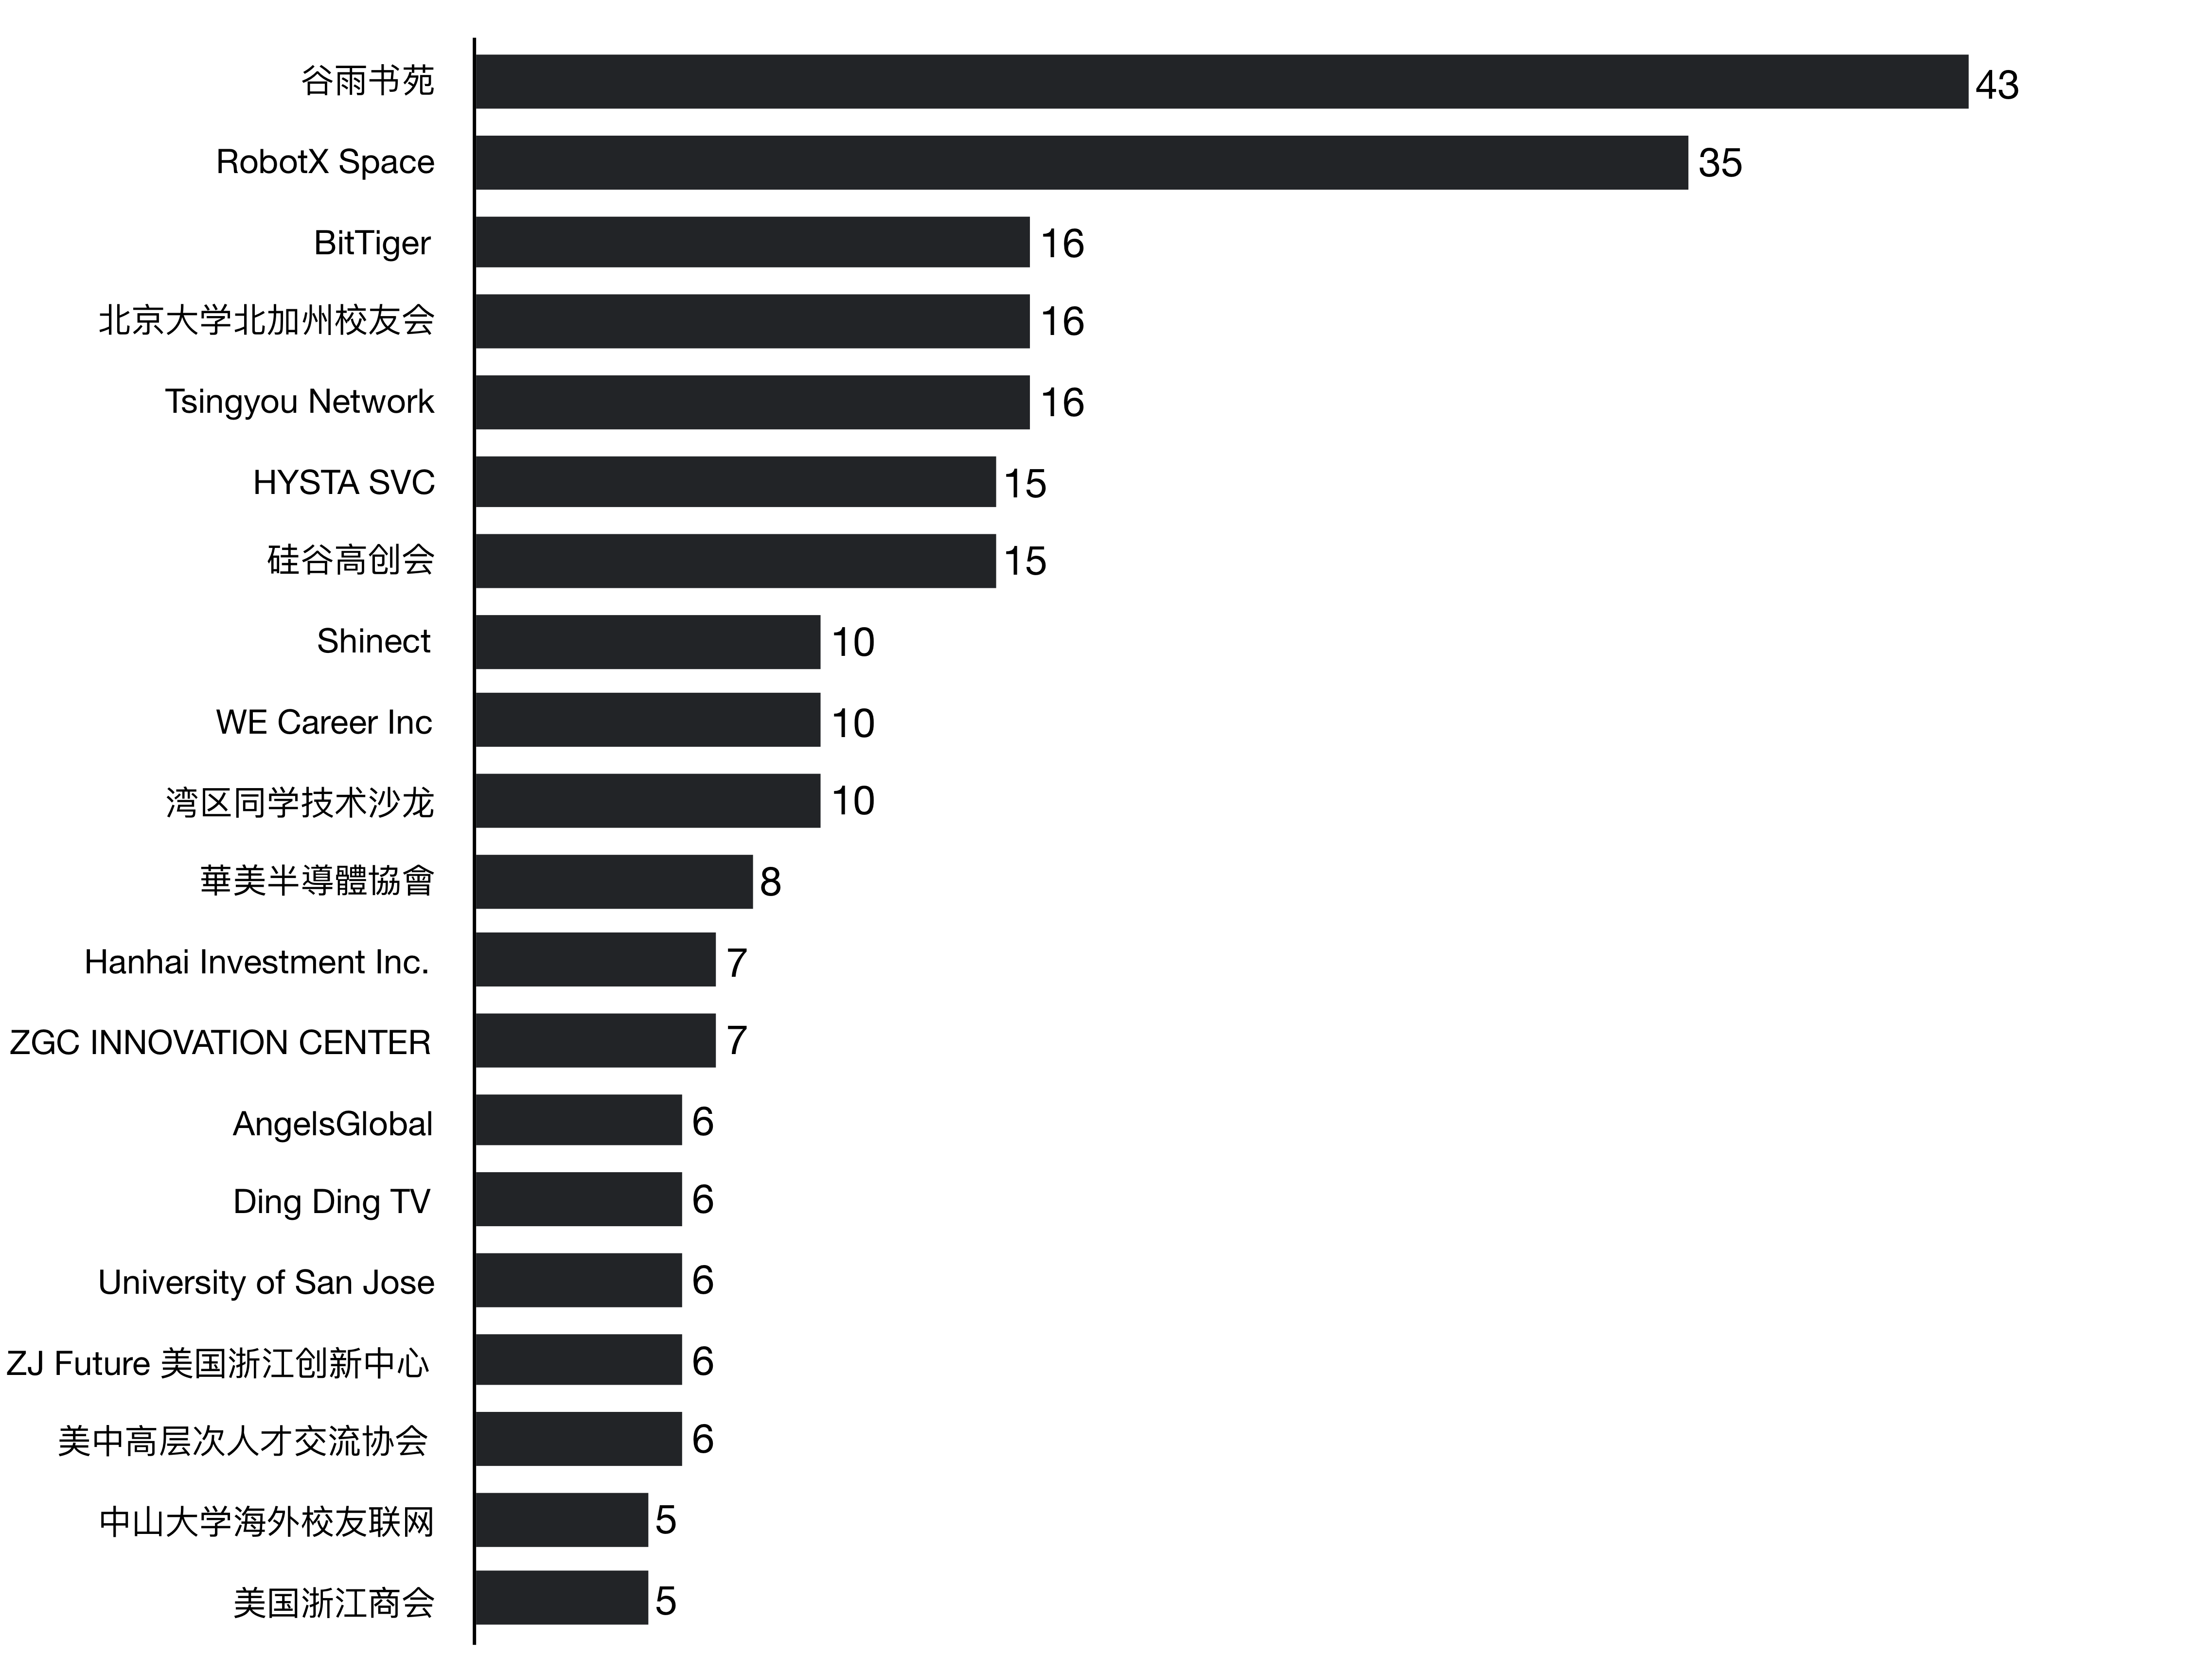 谷雨书苑 43
RobotX Space 35
BitTiger 16
北京大学北加州校友会 16
Tsingyou Network 16
HYSTA SVC 15
硅谷高创会 15
Shinect 10
WE Career Inc 10
湾区同学技术沙龙 10
華美半導體協會 8
Hanhai Investment Inc. 7
ZGC INNOVATION CENTER 7
AngelsGlobal 6
Ding Ding TV 6
University of San Jose 6
ZJ Future 美国浙江创新中心 6
美中高层次人才交流协会 6
中山大学海外校友联网 5
美国浙江商会 5